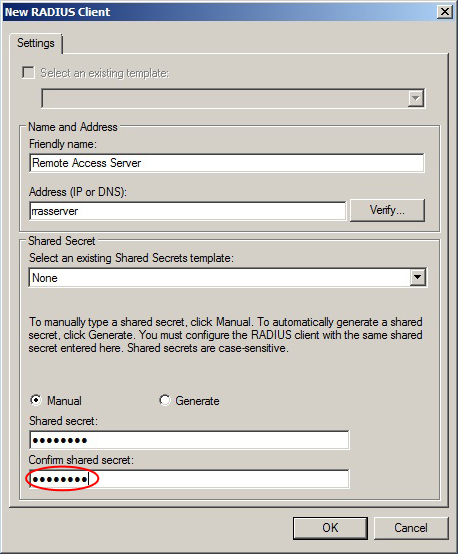 New RADIUS Client
Settings
Select an existing template:
Name and Address
Friendly name:
Remote Access Server
Address (IP or DNS):
rrasserver
Verify...
Shared Secret
Select an existing Shared Secrets template:
None
To manually type a shared secret, click Manual. To automatically generate a shared
secret, click Generate. You must configure the RADIUS client with the same shared
secret entered here. Shared secrets are case-sensitive.
Manual
Generate
Shared secret:
●●●●●●●●
Confirm shared secret:
●●●●●●●●
OK
Cancel